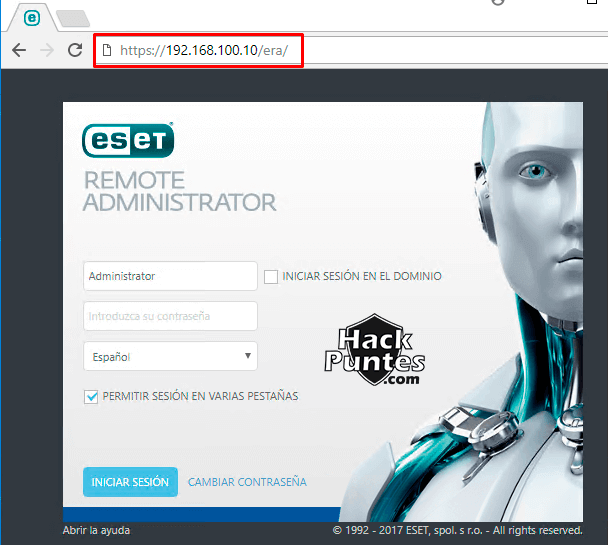 https://192.168.100.10/era/
eset
REMOTE
ADMINISTRATOR
Administrator
INICIAR SESIÓN EN EL DOMINIO
Introduzca su contraseña
Español
Hack
Puntes
.com
PERMITIR SESIÓN EN VARIAS PESTAÑAS
INICIAR SESIÓN
CAMBIAR CONTRASEÑA
Abrir la ayuda
© 1992 - 2017 ESET, spol. s r.o. - All rights reserved.